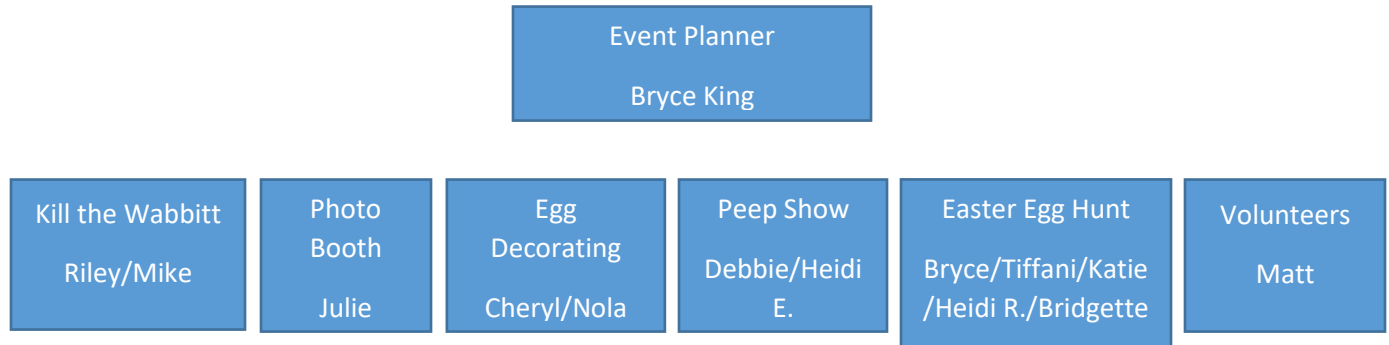 Event Planner
Bryce King
Kill the Wabbitt
Riley/Mike
Photo
Booth
Julie
Egg
Decorating
Cheryl/Nola
Peep Show
Debbie/Heidi
E.
Easter Egg Hunt
Bryce/Tiffani/Katie
/Heidi R./Bridgette
Volunteers
Matt